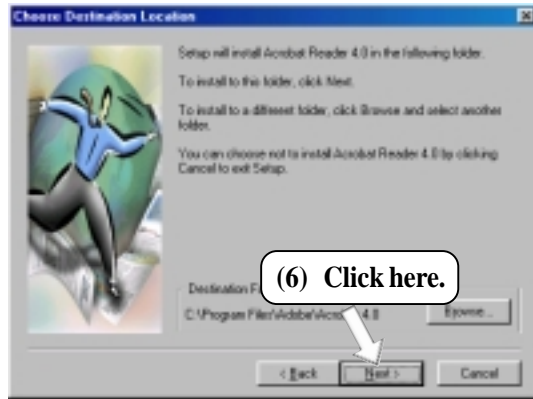 Choose Destination Location
Setup will install Acrobat Reader 4.0 in the following folder.
To install to this folder, click Next.
To install to a different folder, click Browse and select another
folder.
You can choose not to install Acrobat Reader 4.0 by clicking
Cancel to exit Setup.
(6) Click here.
Destination
C:\Program Files\Adobe\ 4.0
Browse...
< Back
Next >
Cancel